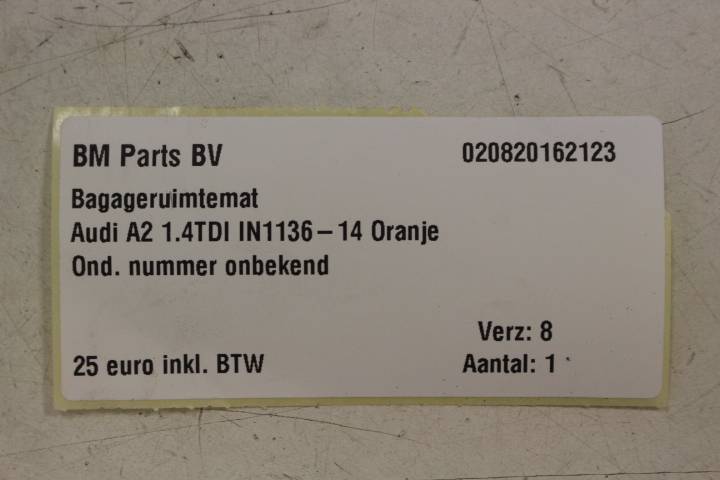 BM Parts BV 020820162123
Bagageruimtemat
Audi A2 1.4TDI IN1136-14 Oranje
Ond. nummer onbekend
Verz: 8
25 euro inkl. BTW Aantal: 1